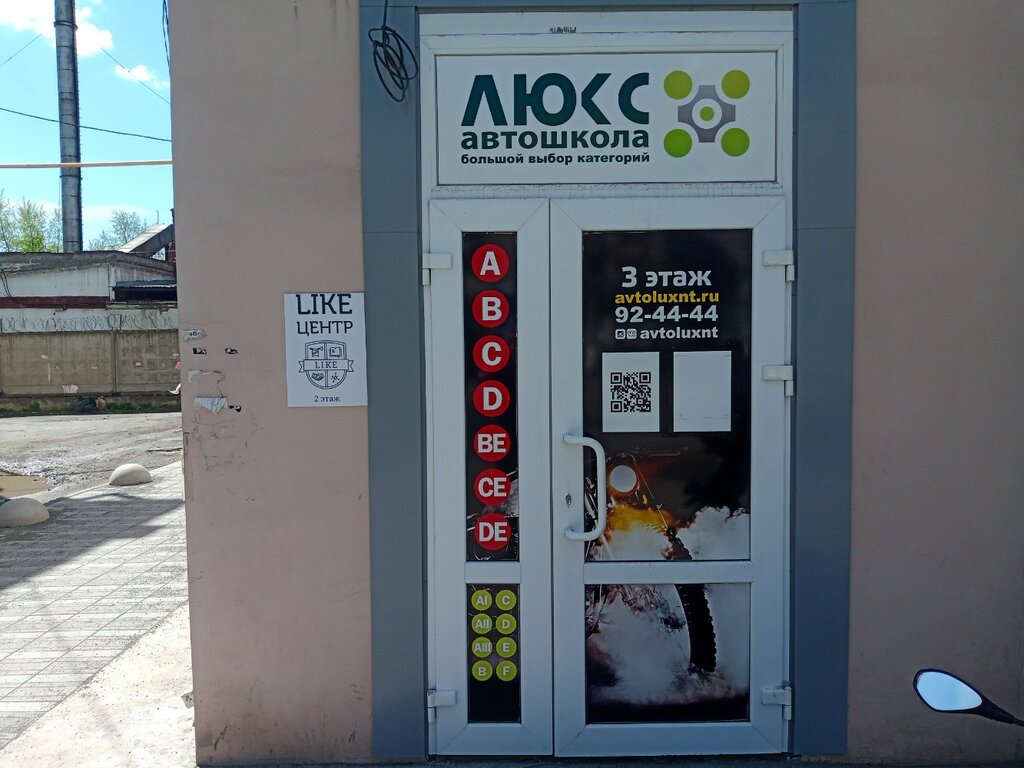 ЛЮКС
автошкола
большой выбор категорий
LIKE
ЦЕНТР
LIKE
2 этаж
A
B
C
D
BE
CE
DE
3 этаж
avtoluxnt.ru
92-44-44
avtoluxnt
AI C
AII D
AIII E
B F